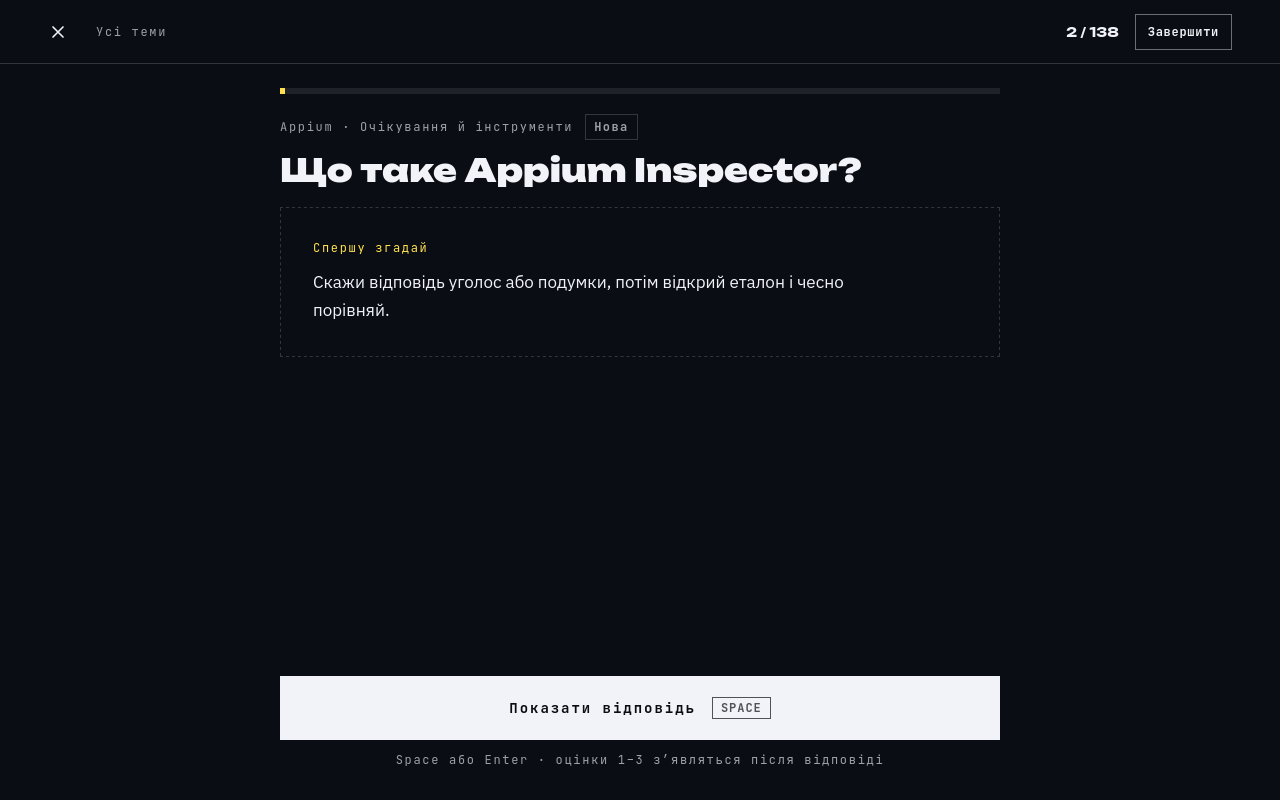 Усі теми
2 / 138
Завершити
Appium · Очікування й інструменти
Нова
Що таке Appium Inspector?
Спершу згадай
Скажи відповідь уголос або подумки, потім відкрий еталон і чесно
порівняй.
Показати відповідь SPACE
Space або Enter · оцінки 1–3 з’являться після відповіді